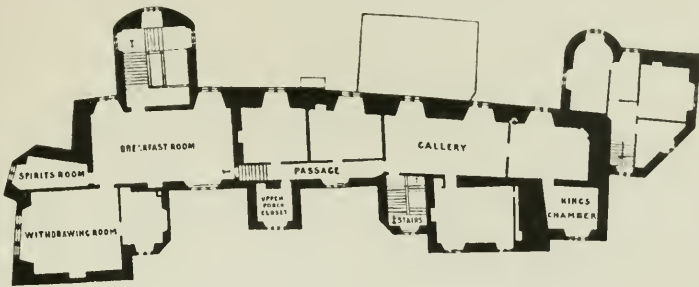 BREAKFAST ROOM
GALLERY
SPIRITS ROOM
PASSAGE
UPPER
PORCH
CLOSET
STAIRS
KINGS
CHAMBER
WITHDRAWING ROOM